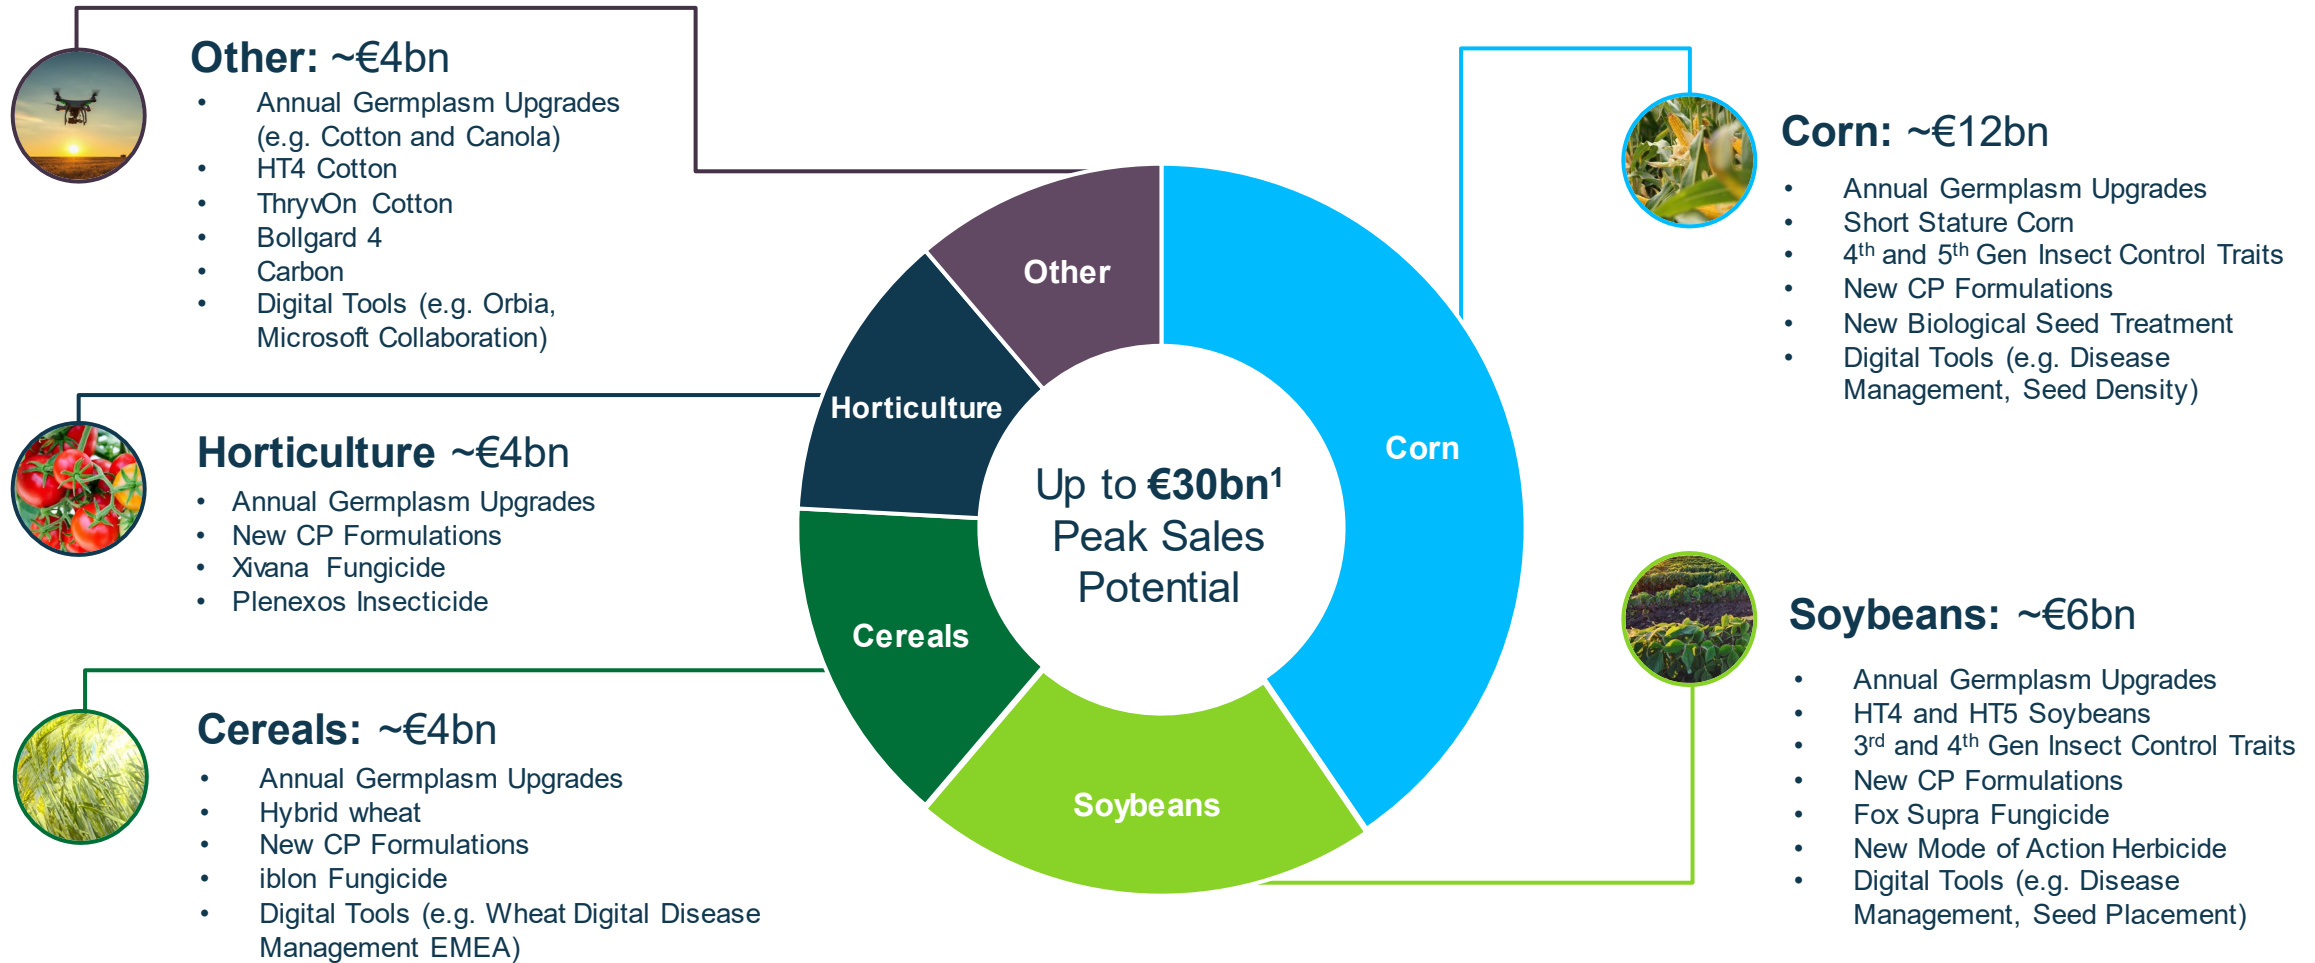 Other: ~€4bn
• Annual Germplasm Upgrades
(e.g. Cotton and Canola)
• HT4 Cotton
• ThryvOn Cotton
• Bollgard 4
• Carbon
• Digital Tools (e.g. Orbia,
Microsoft Collaboration)
Horticulture ~€4bn
• Annual Germplasm Upgrades
• New CP Formulations
• Xivana Fungicide
• Plenexos Insecticide
Cereals: ~€4bn
• Annual Germplasm Upgrades
• Hybrid wheat
• New CP Formulations
• iblon Fungicide
• Digital Tools (e.g. Wheat Digital Disease
Management EMEA)
Other
Horticulture
Corn
Cereals
Soybeans
Up to €30bn¹
Peak Sales
Potential
Corn: ~€12bn
• Annual Germplasm Upgrades
• Short Stature Corn
• 4th and 5th Gen Insect Control Traits
• New CP Formulations
• New Biological Seed Treatment
• Digital Tools (e.g. Disease
Management, Seed Density)
Soybeans: ~€6bn
• Annual Germplasm Upgrades
• HT4 and HT5 Soybeans
• 3rd and 4th Gen Insect Control Traits
• New CP Formulations
• Fox Supra Fungicide
• New Mode of Action Herbicide
• Digital Tools (e.g. Disease
Management, Seed Placement)